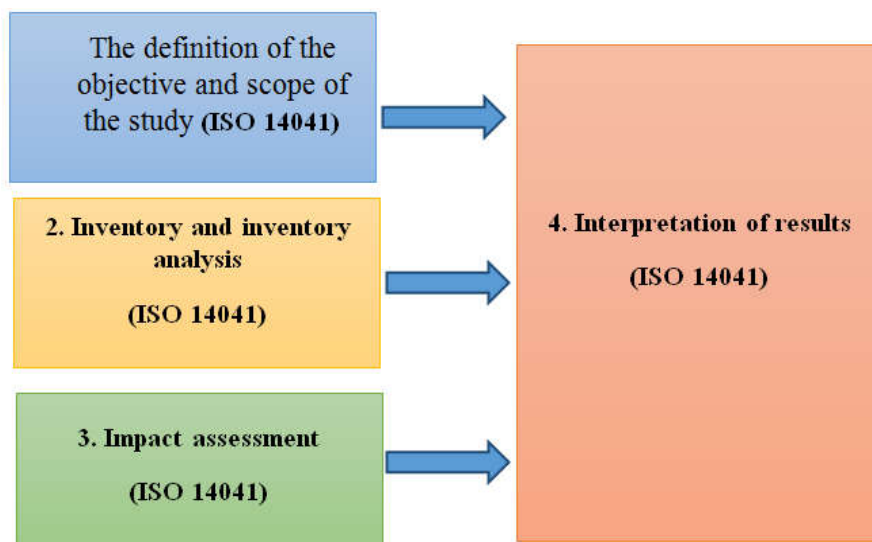 The definition of the
objective and scope of
the study (ISO 14041)
2. Inventory and inventory
analysis
(ISO 14041)
3. Impact assessment
(ISO 14041)
4. Interpretation of results
(ISO 14041)